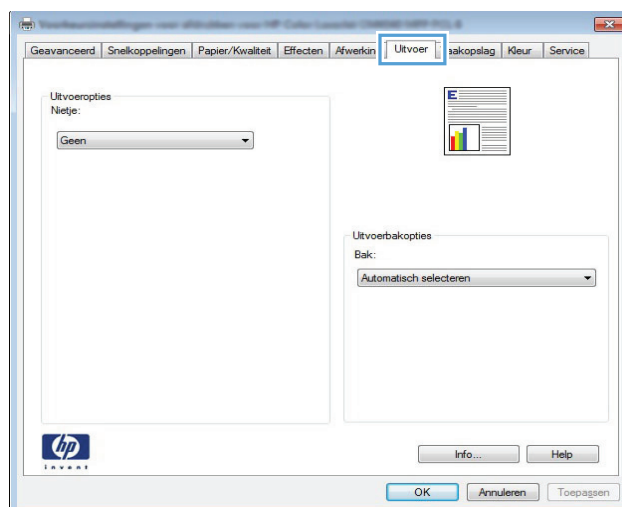 Geavanceerd Snelkoppelingen Papier/Kwaliteit Effecten Afwerkin Uitvoer aakopslag Kleur Service
Uitvoeropties
Nietje:
Geen
E
Uitvoerbakopties
Bak:
Automatisch selecteren
hp
invent
Info... Help
OK Annuleren Toepassen